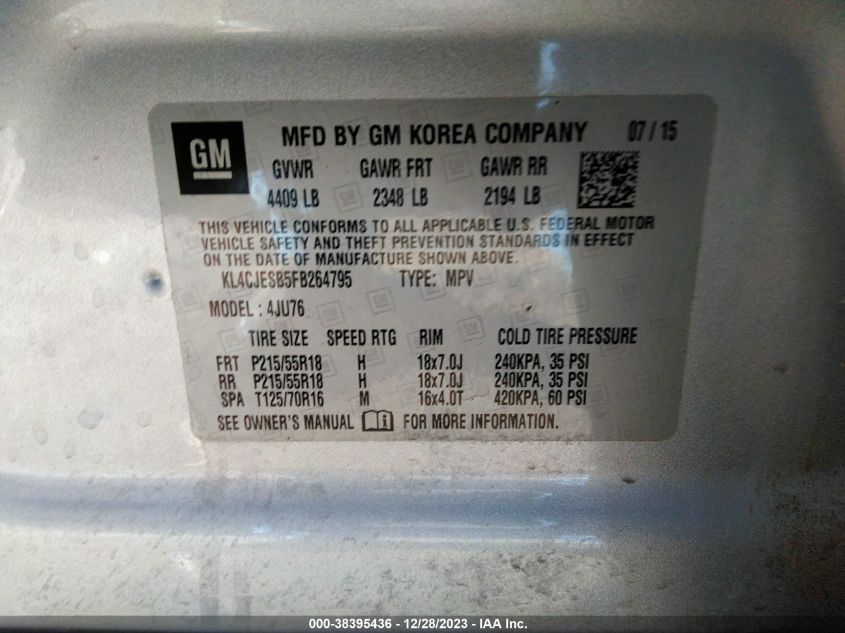 GM
MFD BY GM KOREA COMPANY 07 / 15
GVWR GAWR FRT GAWR RR
4409 LB 2348 LB 2194 LB
THIS VEHICLE CONFORMS TO ALL APPLICABLE U.S. FEDERAL MOTOR
VEHICLE SAFETY AND THEFT PREVENTION STANDARDS IN EFFECT
ON THE DATE OF MANUFACTURE SHOWN ABOVE.
KL4CJESB5FB264795 TYPE: MPV
MODEL : 4JU76
TIRE SIZE SPEED RTG RIM COLD TIRE PRESSURE
FRT P215/55R18 H 18x7.0J 240KPA, 35 PSI
RR P215/55R18 H 18x7.0J 240KPA, 35 PSI
SPA T125/70R16 M 16x4.0T 420KPA, 60 PSI
SEE OWNER'S MANUAL FOR MORE INFORMATION.
000-38395436 - 12/28/2023 - IAA Inc.